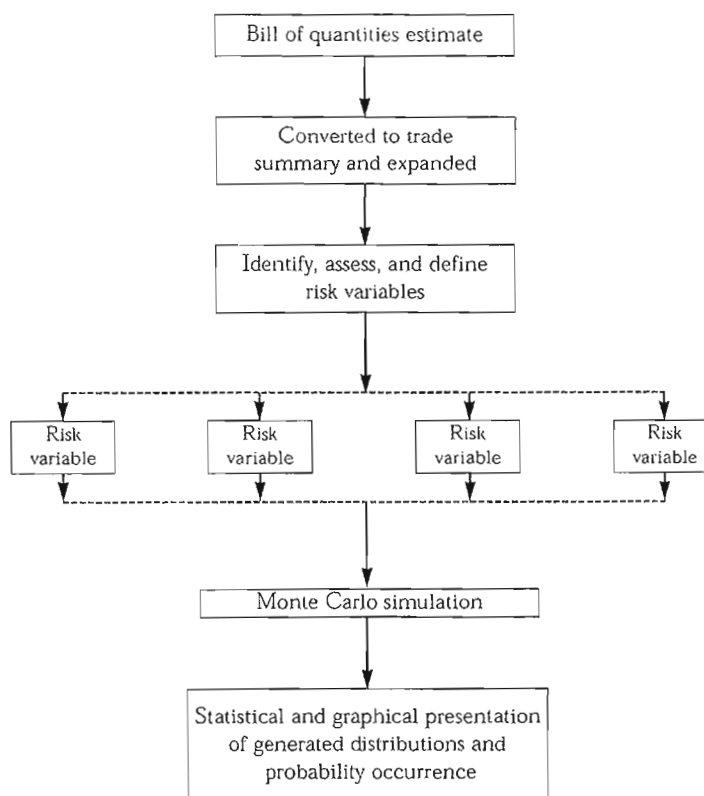 Bill of quantities estimate
Converted to trade
summary and expanded
Identify, assess, and define
risk variables
Risk
variable
Risk
variable
Risk
variable
Risk
variable
Monte Carlo simulation
Statistical and graphical presentation
of generated distributions and
probability occurrence